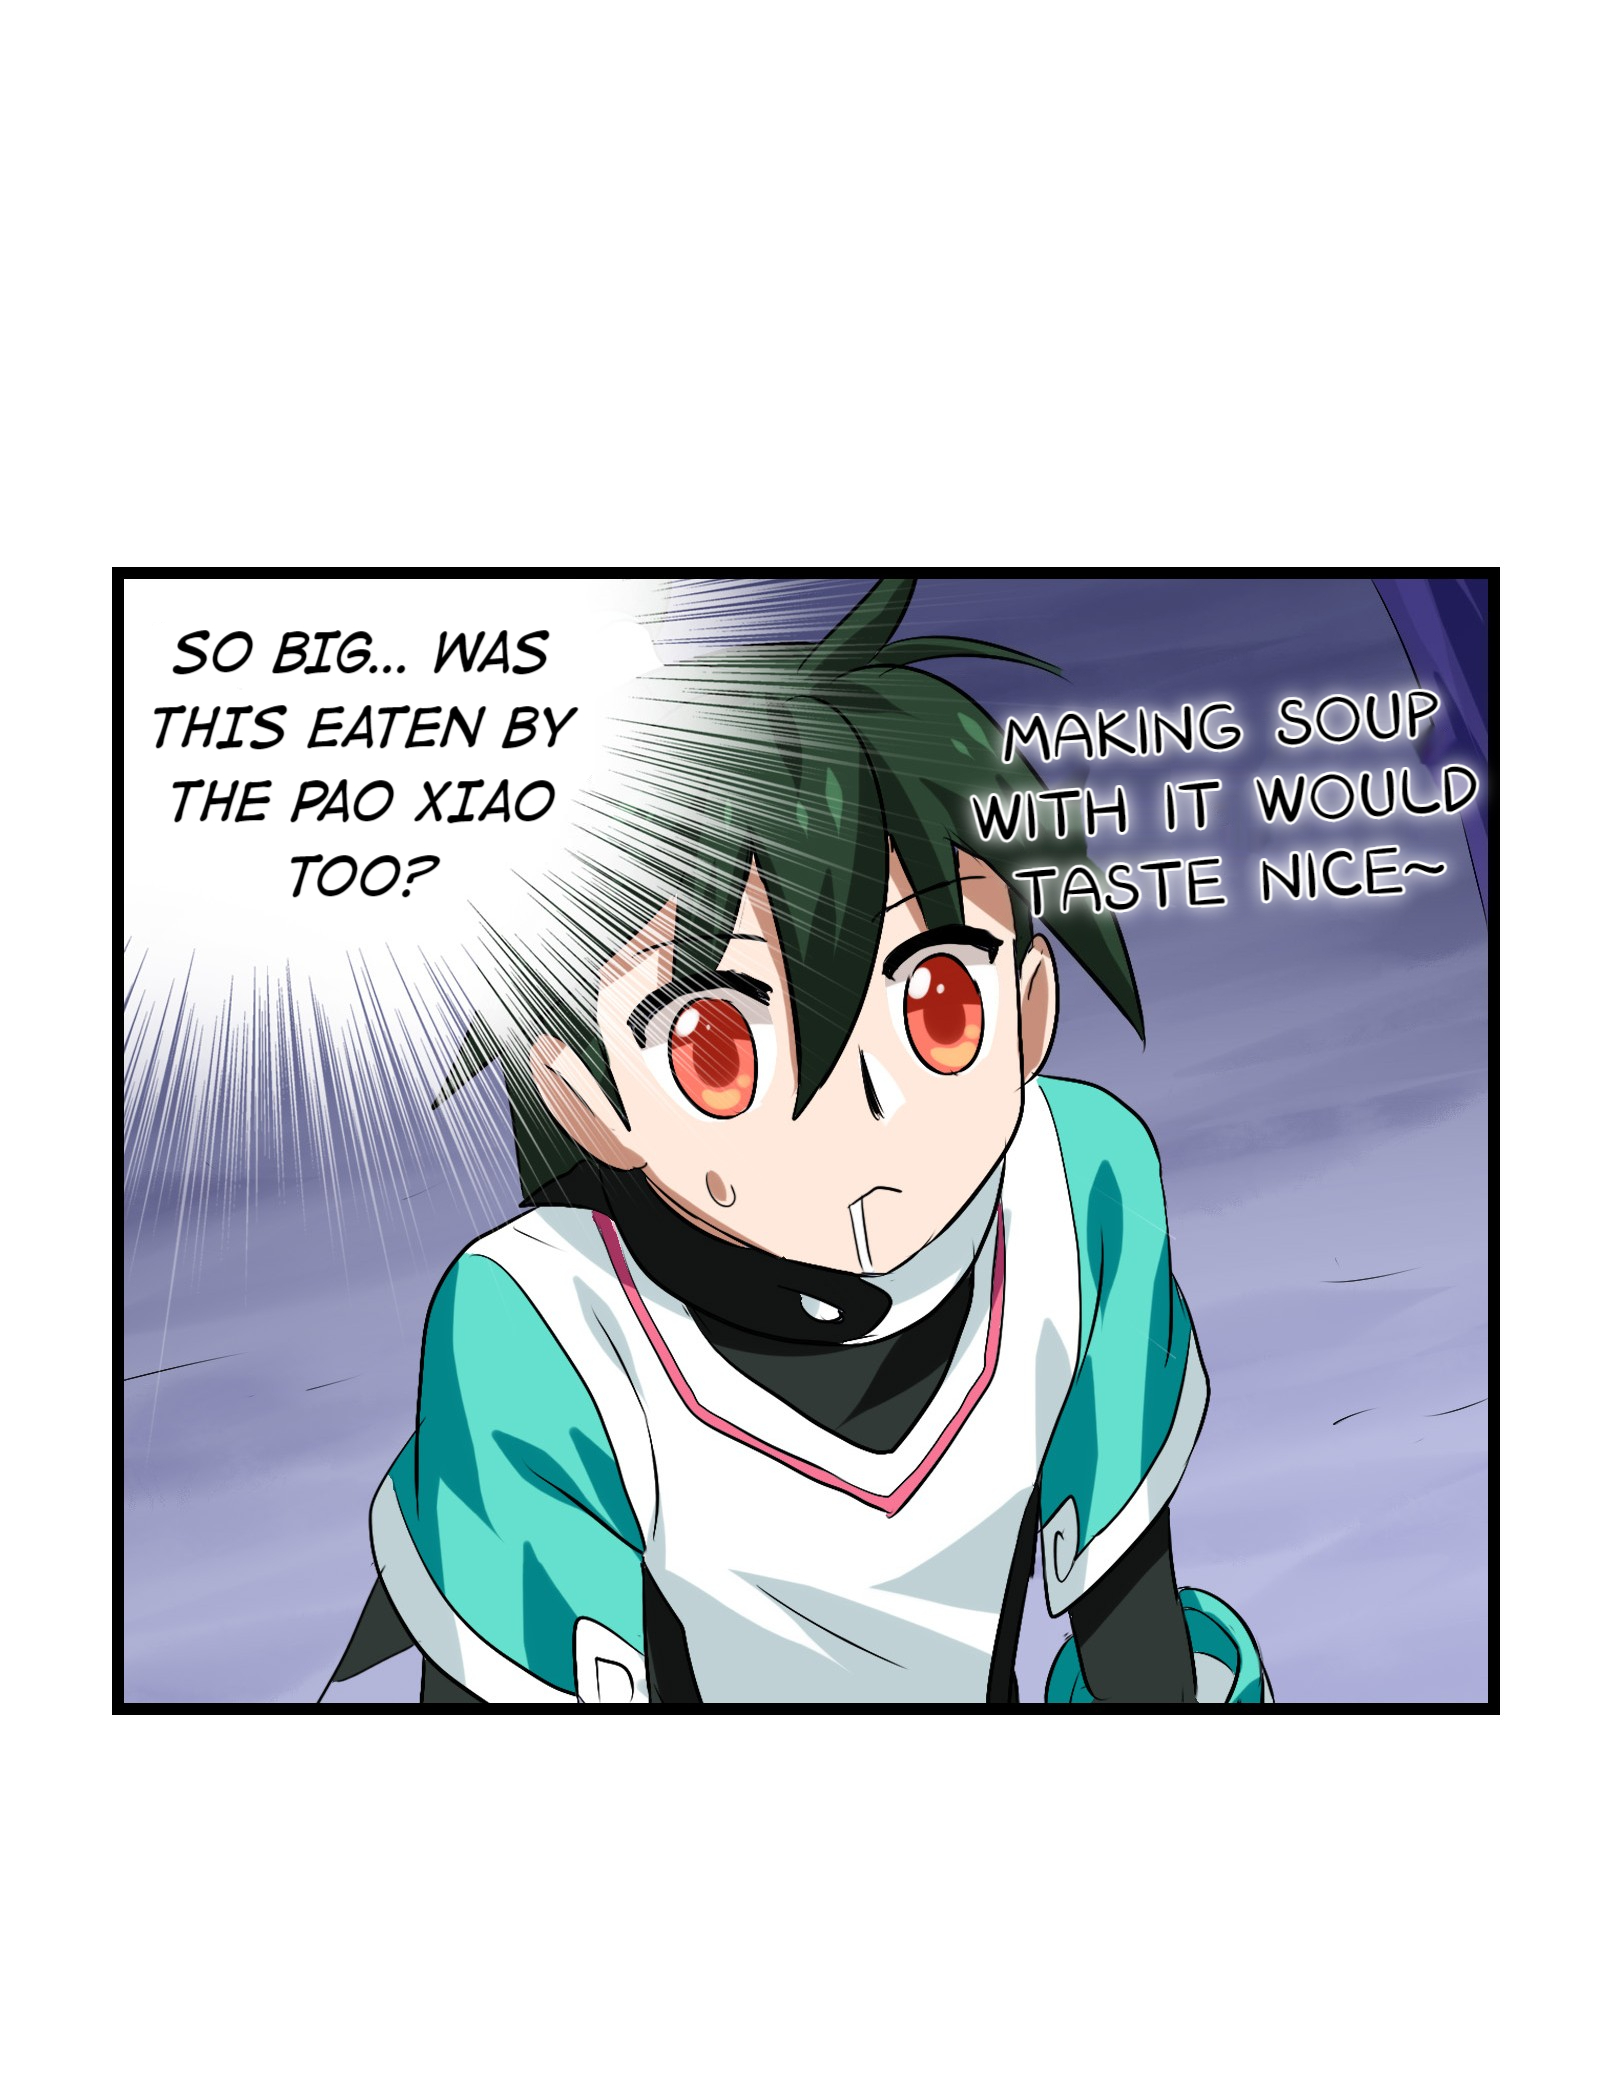 SO BIG... WAS
THIS EATEN BY
THE PAO XIAO
TOO?
MAKING SOUP
WITH IT WOULD
TASTE NICE~